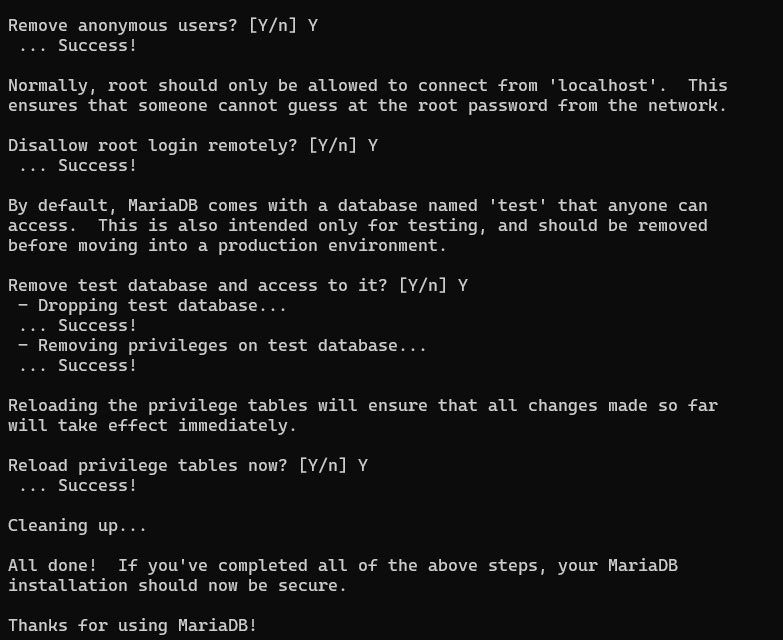 Remove anonymous users? [Y/n] Y
 ... Success!

Normally, root should only be allowed to connect from 'localhost'.  This
ensures that someone cannot guess at the root password from the network.

Disallow root login remotely? [Y/n] Y
 ... Success!

By default, MariaDB comes with a database named 'test' that anyone can
access.  This is also intended only for testing, and should be removed
before moving into a production environment.

Remove test database and access to it? [Y/n] Y
 - Dropping test database...
 ... Success!
 - Removing privileges on test database...
 ... Success!

Reloading the privilege tables will ensure that all changes made so far
will take effect immediately.

Reload privilege tables now? [Y/n] Y
 ... Success!

Cleaning up...

All done!  If you've completed all of the above steps, your MariaDB
installation should now be secure.

Thanks for using MariaDB!